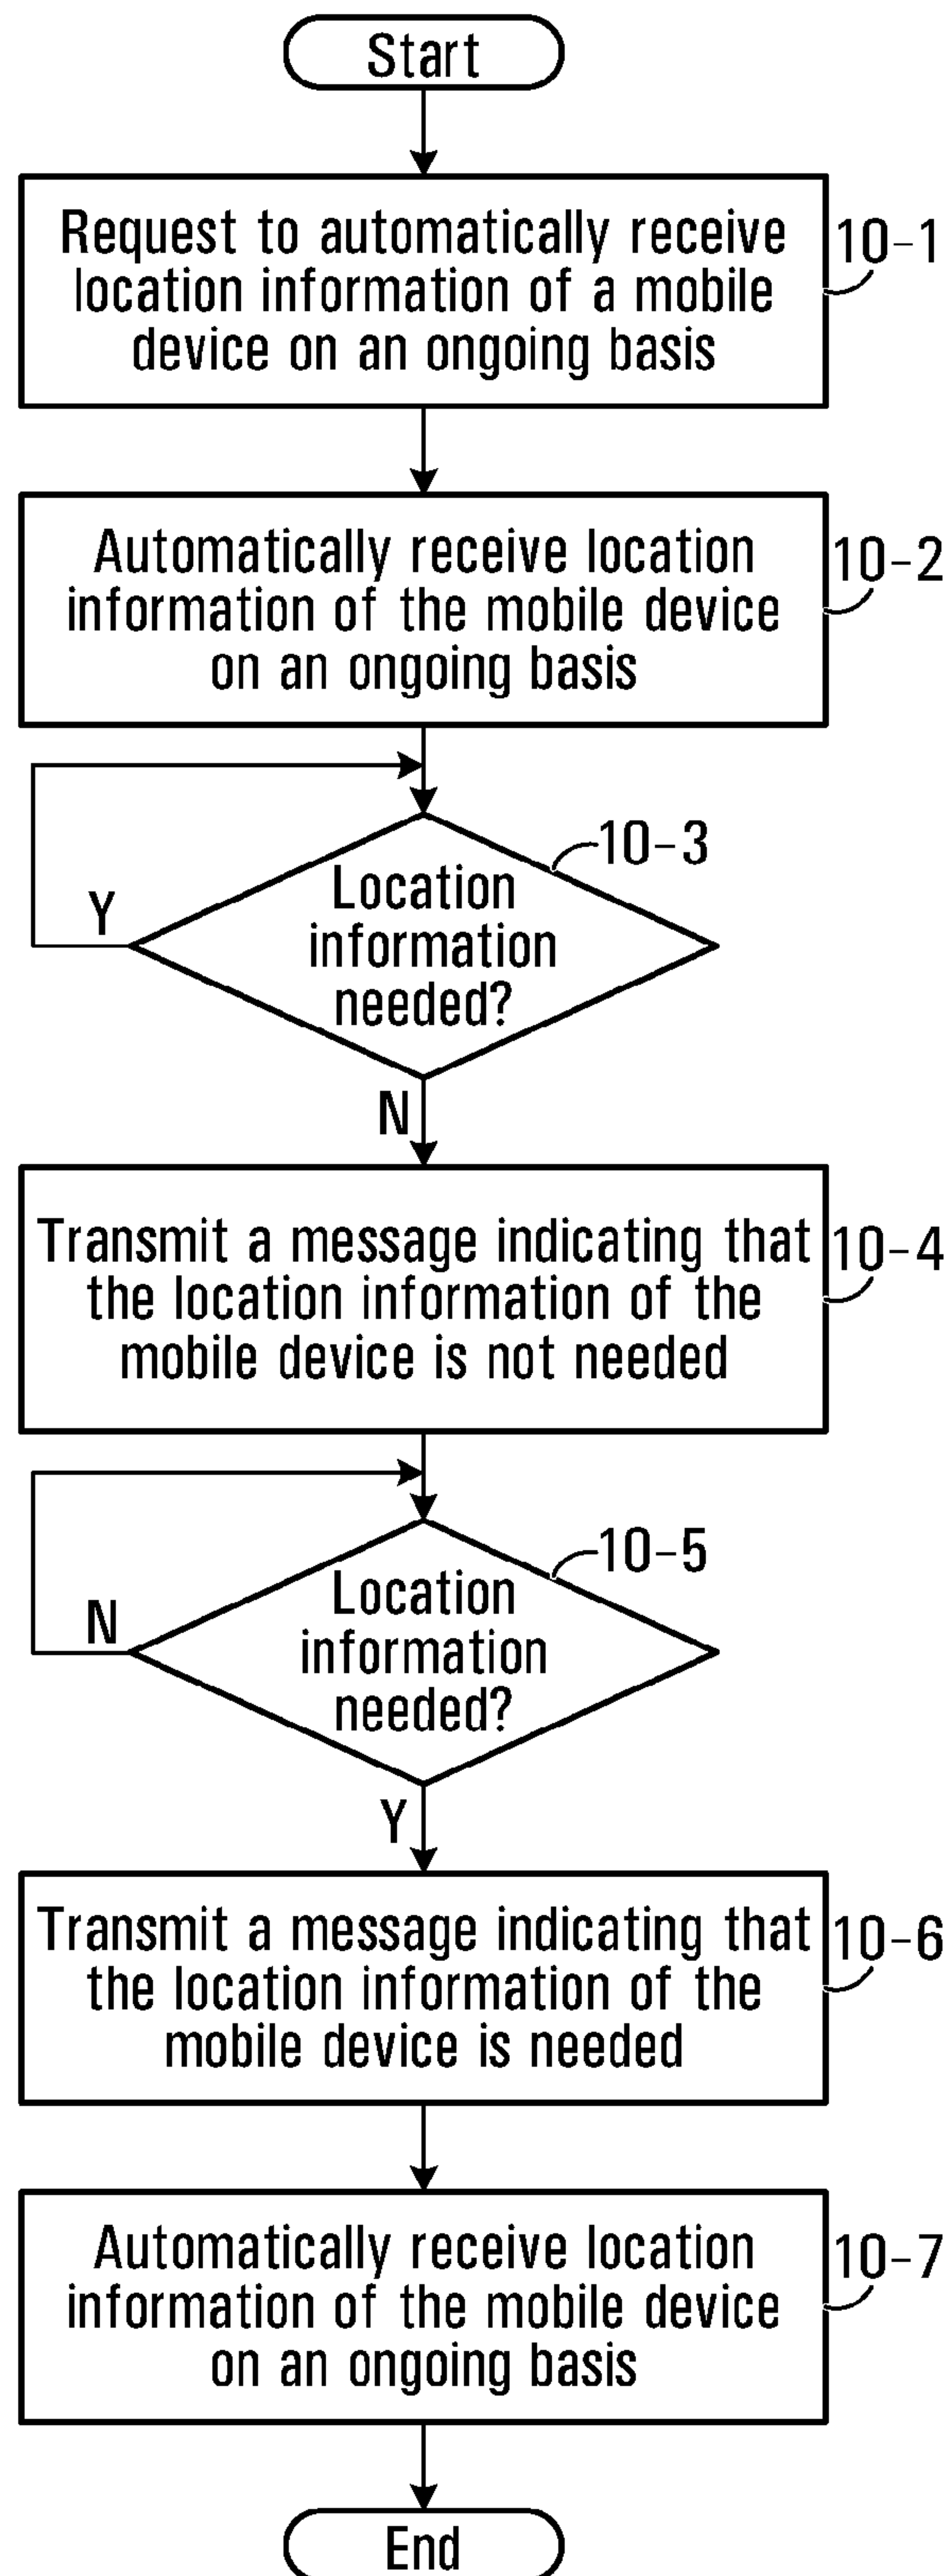 Start
Request to automatically receive
location information of a mobile
device on an ongoing basis
10-1
Automatically receive location
information of the mobile device
on an ongoing basis
10-2
10-3
Location
information
needed?
Y
N
Transmit a message indicating that
the location information of the
mobile device is not needed
10-4
10-5
Location
information
needed?
N
Y
Transmit a message indicating that
the location information of the
mobile device is needed
10-6
Automatically receive location
information of the mobile device
on an ongoing basis
10-7
End